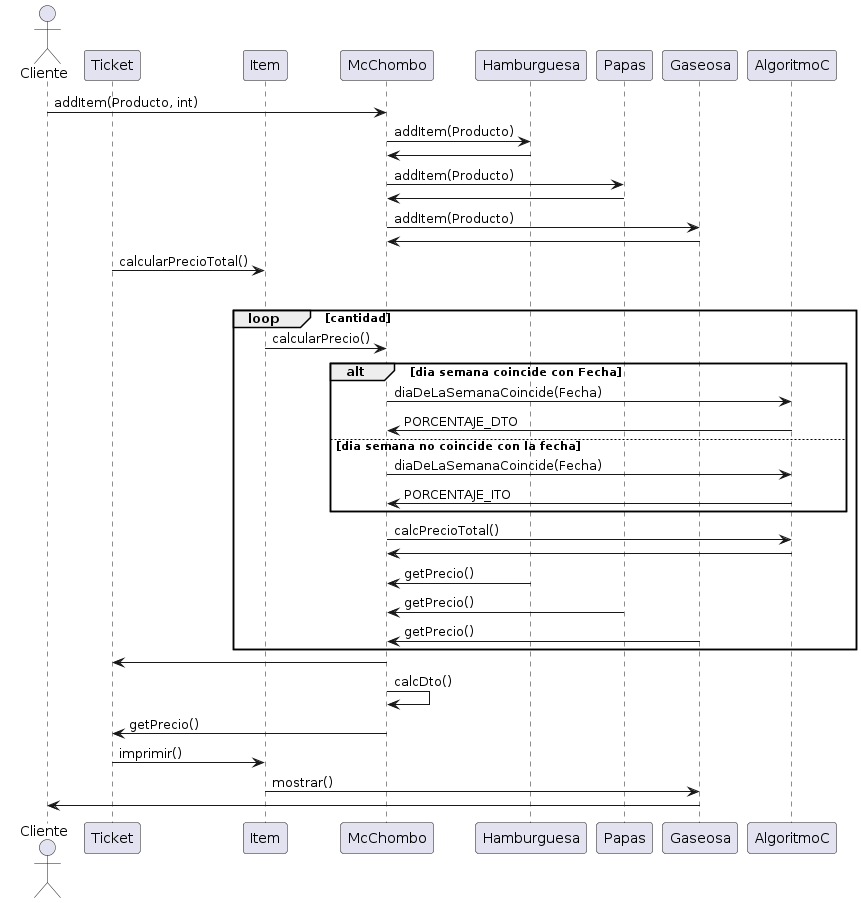 Cliente
Ticket
Item
McChombo
Hamburguesa
Papas
Gaseosa
AlgoritmoC
addItem(Producto, int)
addItem(Producto)
addItem(Producto)
addItem(Producto)
calcularPrecioTotal()
loop [cantidad]
calcularPrecio()
alt [dia semana coincide con Fecha]
diaDeLaSemanaCoincide(Fecha)
PORCENTAJE_DTO
[dia semana no coincide con la fecha]
diaDeLaSemanaCoincide(Fecha)
PORCENTAJE_ITO
calcPrecioTotal()
getPrecio()
getPrecio()
getPrecio()
calcDto()
getPrecio()
imprimir()
mostrar()
Cliente
Ticket
Item
McChombo
Hamburguesa
Papas
Gaseosa
AlgoritmoC